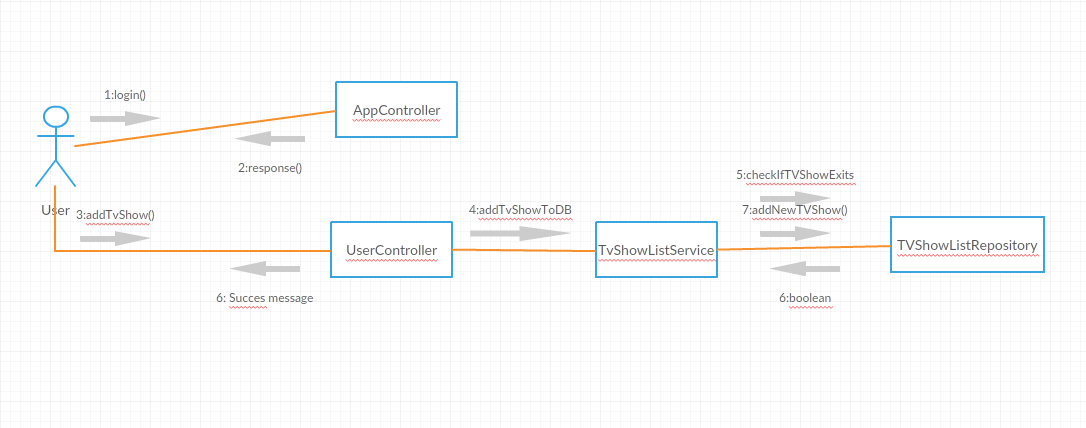 1:login()
AppController
2:response()
User
3:addTvShow()
4:addTvShowToDB
5:checkIfTVShowExits
7:addNewTVShow()
UserController
TvShowListService
TVShowListRepository
6: Succes message
6:boolean